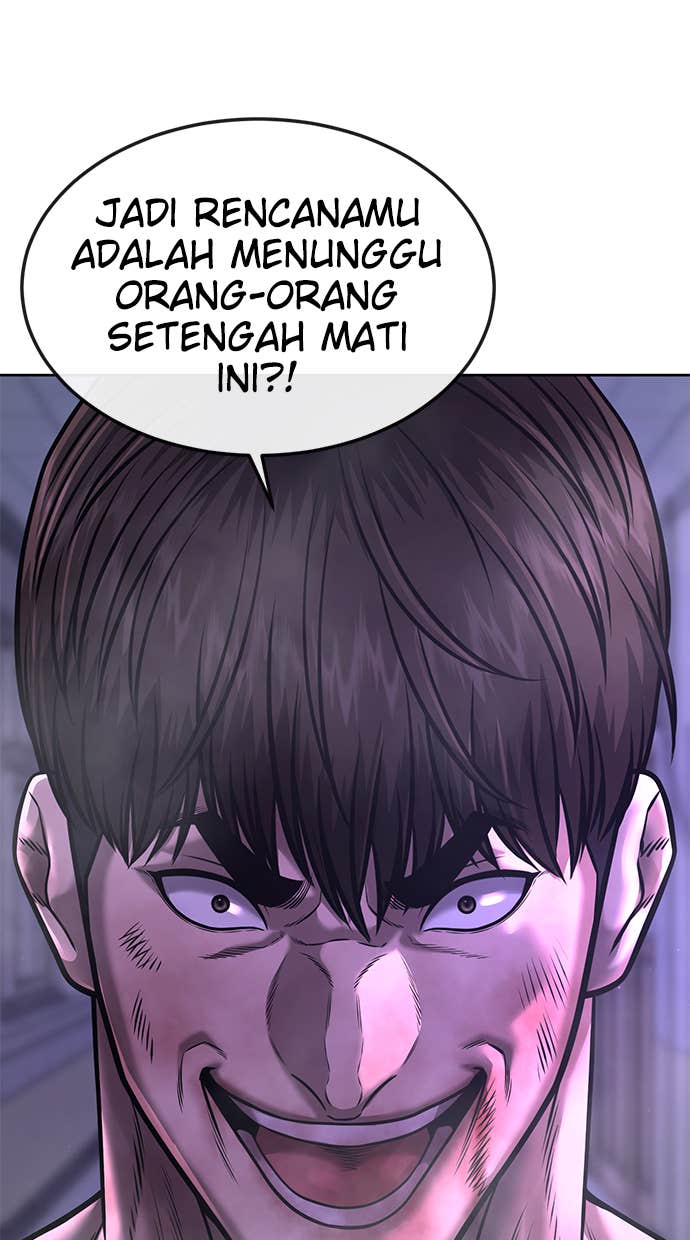 JADI RENCANAMU
ADALAH MENUNGGU
ORANG-ORANG
SETENGAH MATI
INI?!